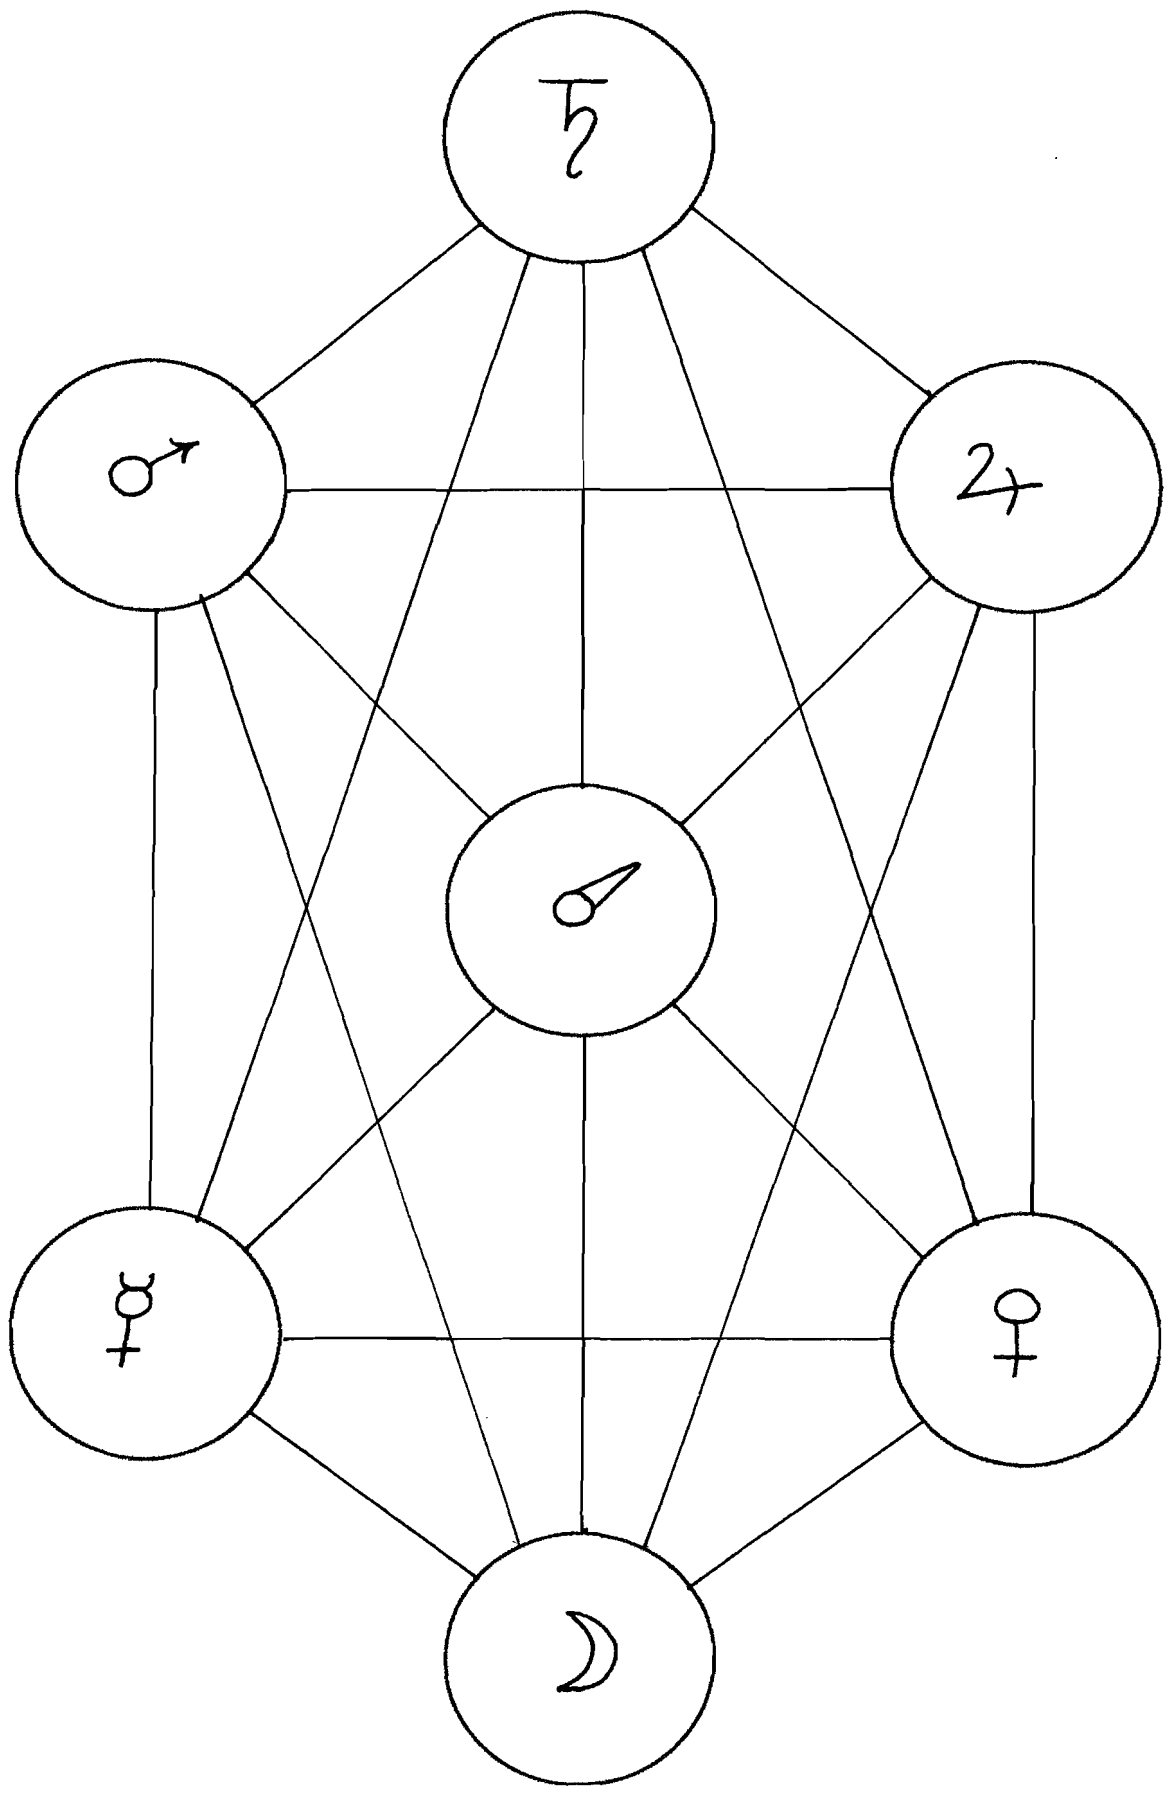 ♄
♂ ♃
☿ ♀
☽